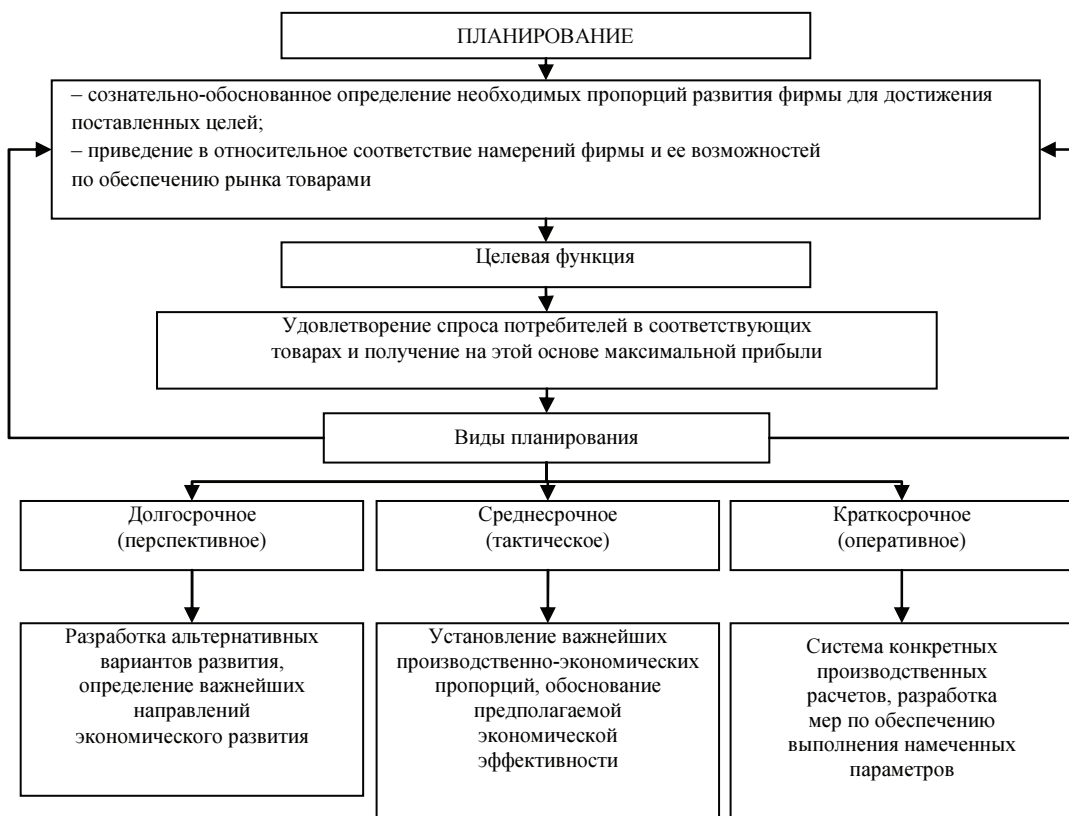 ПЛАНИРОВАНИЕ
– сознательно-обоснованное определение необходимых пропорций развития фирмы для достижения
поставленных целей;
– приведение в относительное соответствие намерений фирмы и ее возможностей
по обеспечению рынка товарами
Целевая функция
Удовлетворение спроса потребителей в соответствующих
товарах и получение на этой основе максимальной прибыли
Виды планирования
Долгосрочное
(перспективное)
Среднесрочное
(тактическое)
Краткосрочное
(оперативное)
Разработка альтернативных
вариантов развития,
определение важнейших
направлений
экономического развития
Установление важнейших
производственно-экономических
пропорций, обоснование
предполагаемой
экономической
эффективности
Система конкретных
производственных
расчетов, разработка
мер по обеспечению
выполнения намеченных
параметров